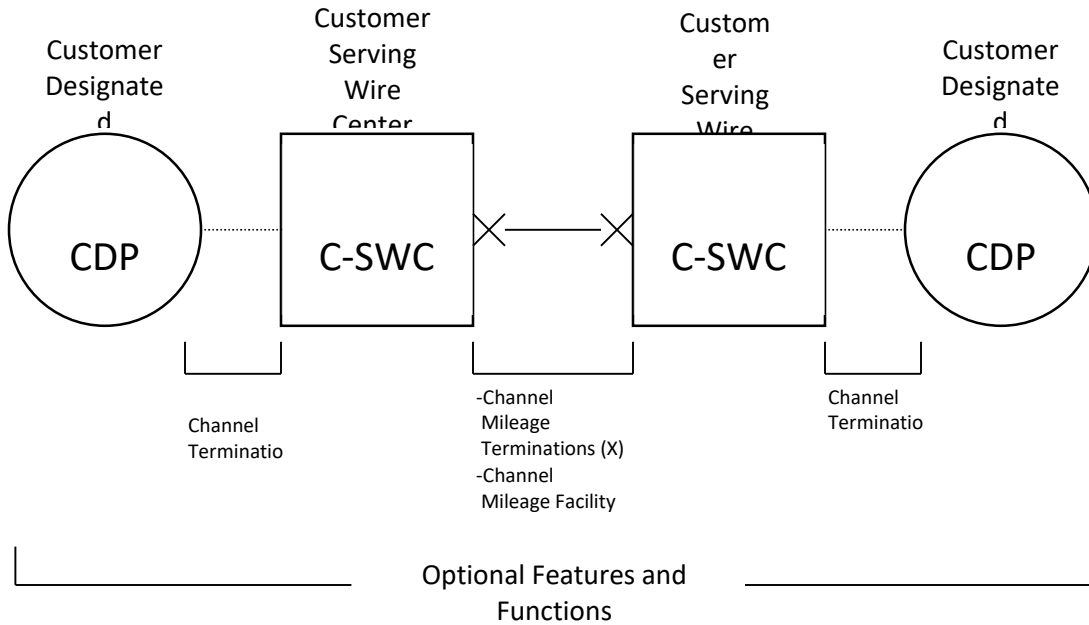 Customer
Designate
d
Customer
Serving
Wire
Center
Custom
er
Serving
Wire
Customer
Designate
d
CDP
C-SWC
C-SWC
CDP
Channel
Terminatio
-Channel
Mileage
Terminations (X)
-Channel
Mileage Facility
Channel
Terminatio
Optional Features and
Functions